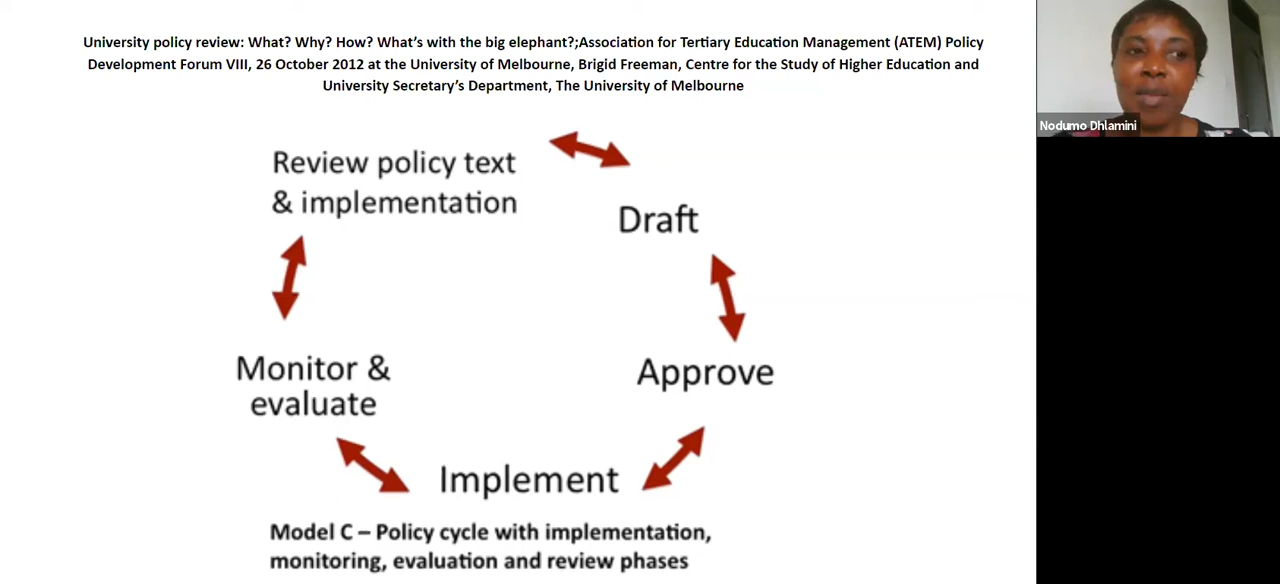 University policy review: What? Why? How? What's with the big elephant?;Association for Tertiary Education Management (ATEM) Policy
Development Forum VIII, 26 October 2012 at the University of Melbourne, Brigid Freeman, Centre for the Study of Higher Education and
University Secretary's Department, The University of Melbourne
Nodumo Dhlamini
Review policy text
& implementation
Draft
Monitor &
evaluate
Approve
Implement
Model C – Policy cycle with implementation,
monitoring, evaluation and review phases